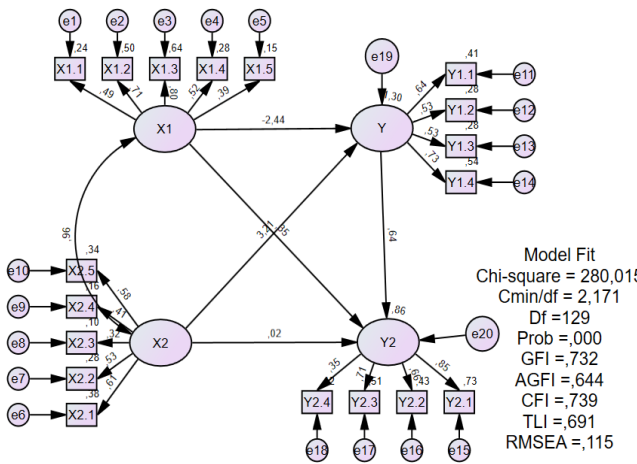 e1 e2 e3 e4 e5
,24 ,50 ,64 ,28 ,15
X1.1 X1.2 X1.3 X1.4 X1.5
,49 ,71 ,80 ,52 ,39
X1
-2,44
e19
Y
,64 ,53 ,53 ,73
,41
Y1.1 e11
,28
Y1.2 e12
,28
Y1.3 e13
,54
Y1.4 e14
,96
,64
,34
e10 X2.5
,58
,16
e9 X2.4
,41
,10
e8 X2.3
,32
,28
e7 X2.2
,53
,38
e6 X2.1
,61
X2
,02
,86
Y2
e20
,35 ,71 ,66 ,85
,51 ,43 ,73
Y2.4 Y2.3 Y2.2 Y2.1
e18 e17 e16 e15
Model Fit
Chi-square = 280,015
Cmin/df = 2,171
Df =129
Prob =,000
GFI =,732
AGFI =,644
CFI =,739
TLI =,691
RMSEA =,115